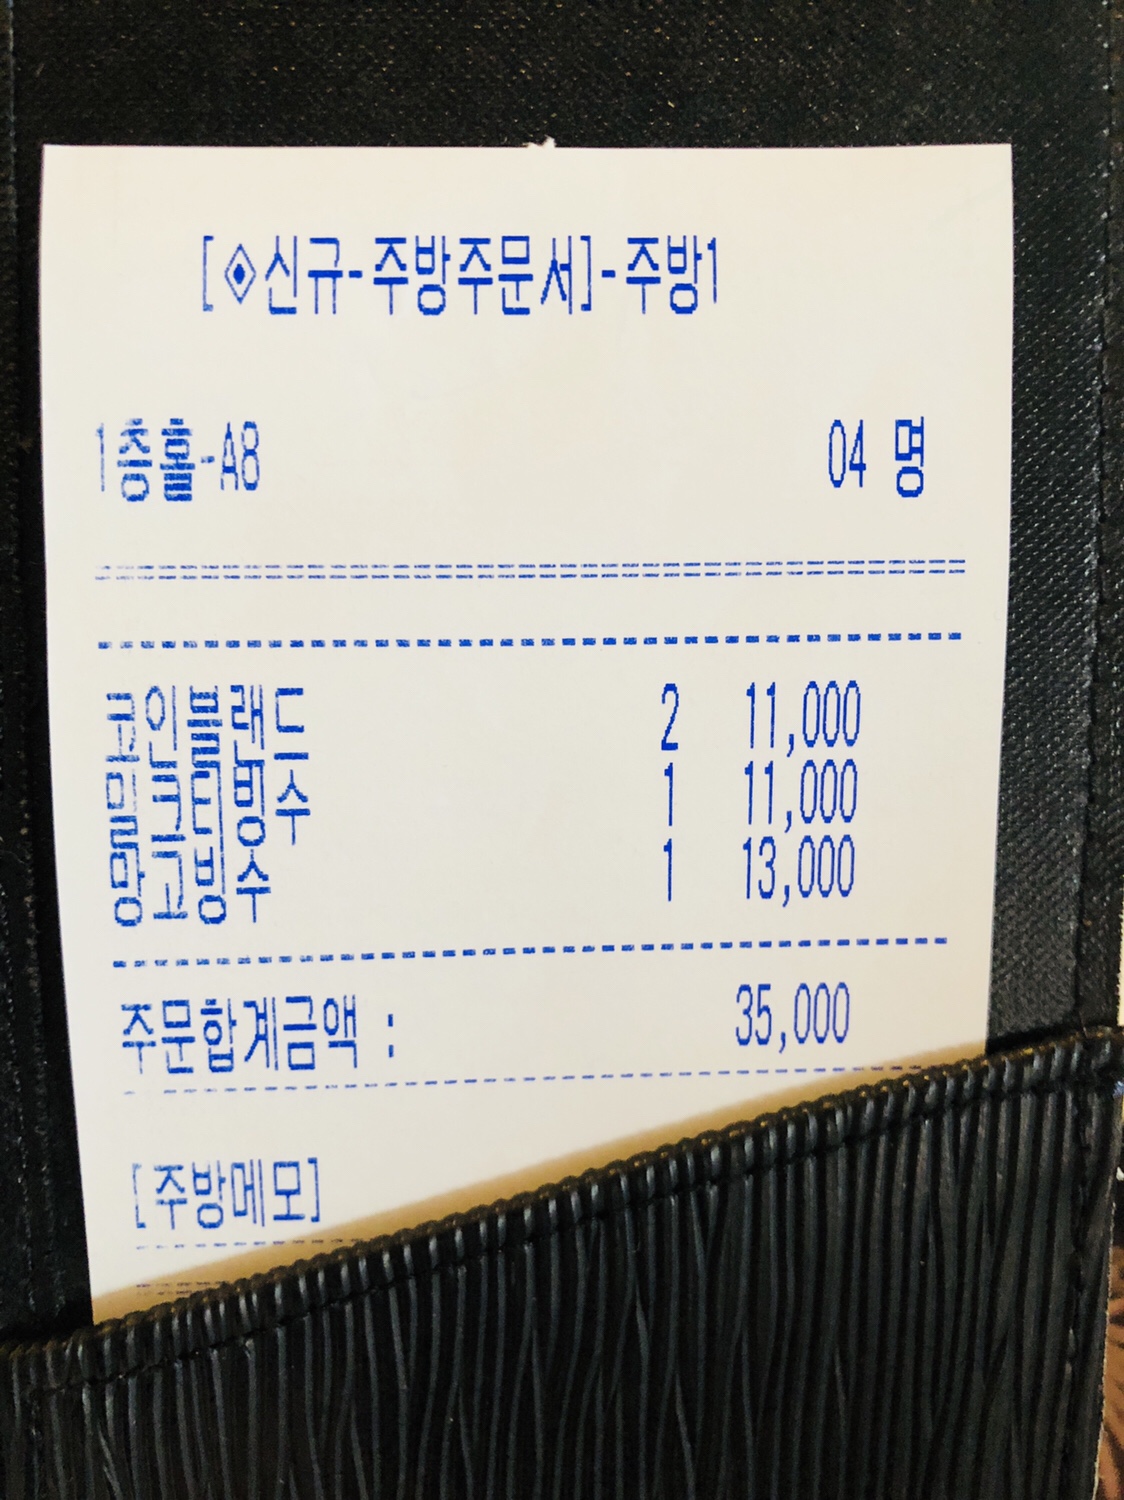 [◈신규-주방주문서]-주방1
1층홀-A8 04 명
코인블랜드 2 11,000
밀크티빙수 1 11,000
망고빙수 1 13,000
주문합계금액 : 35,000
[주방메모]